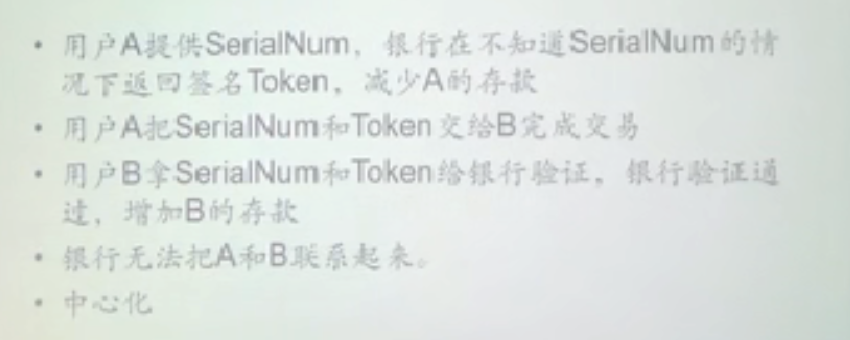 • 用户A提供SerialNum，银行在不知道SerialNum的情
况下返回签名Token，减少A的存款
• 用户A把SerialNum和Token交给B完成交易
• 用户B拿SerialNum和Token给银行验证，银行验证通
过，增加B的存款
• 银行无法把A和B联系起来。
• 中心化